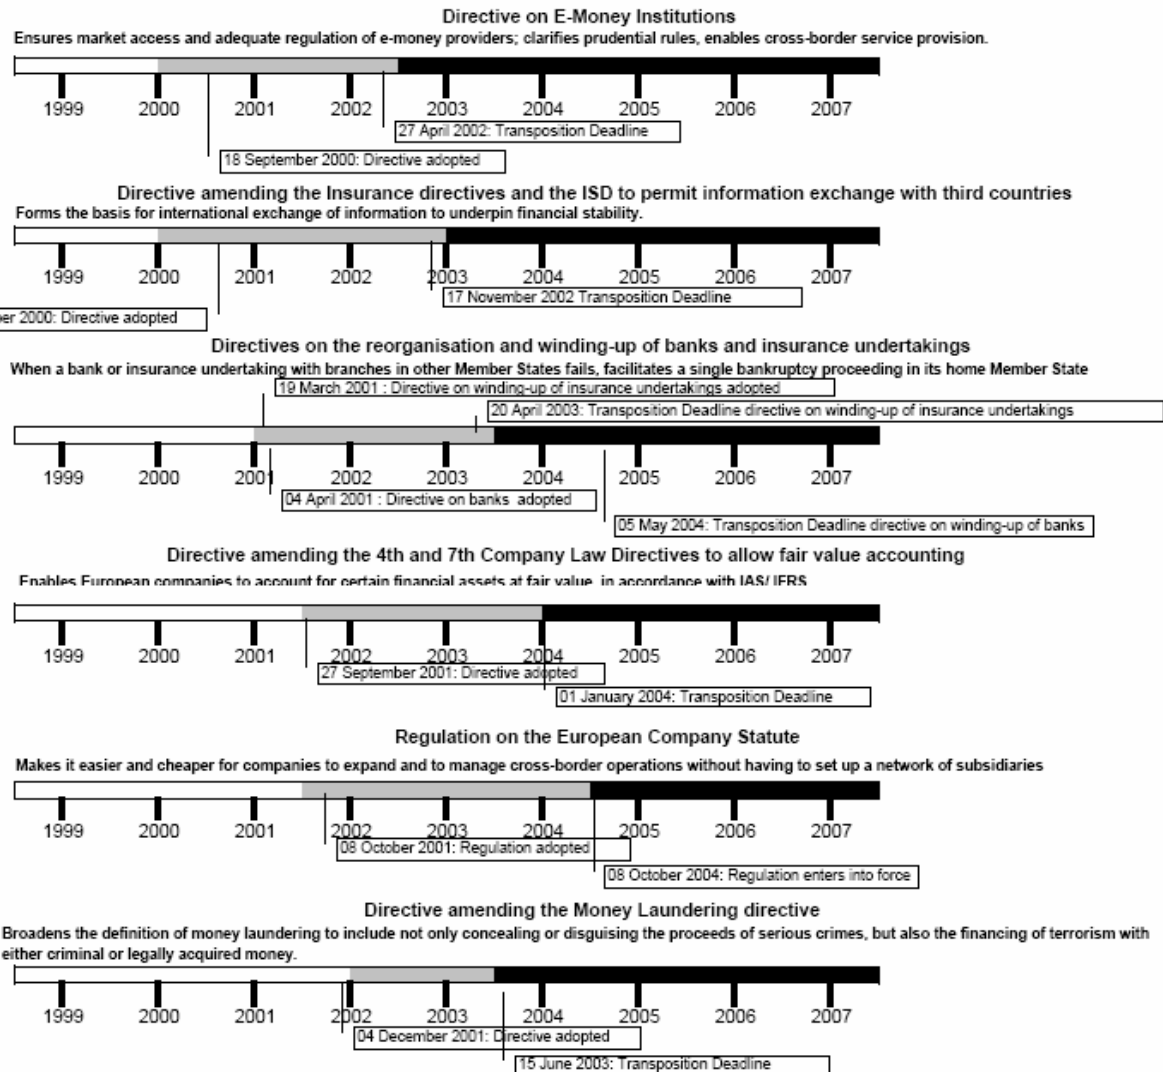 Directive on E-Money Institutions
Ensures market access and adequate regulation of e-money providers; clarifies prudential rules, enables cross-border service provision.
1999 2000 2001 2002 2003 2004 2005 2006 2007
27 April 2002: Transposition Deadline
18 September 2000: Directive adopted
Directive amending the Insurance directives and the ISD to permit information exchange with third countries
Forms the basis for international exchange of information to underpin financial stability.
1999 2000 2001 2002 2003 2004 2005 2006 2007
17 November 2002 Transposition Deadline
2000: Directive adopted
Directives on the reorganisation and winding-up of banks and insurance undertakings
When a bank or insurance undertaking with branches in other Member States fails, facilitates a single bankruptcy proceeding in its home Member State
19 March 2001 : Directive on winding-up of insurance undertakings adopted
20 April 2003: Transposition Deadline directive on winding-up of insurance undertakings
1999 2000 2001 2002 2003 2004 2005 2006 2007
04 April 2001 : Directive on banks adopted
05 May 2004: Transposition Deadline directive on winding-up of banks
Directive amending the 4th and 7th Company Law Directives to allow fair value accounting
Enables European companies to account for certain financial assets at fair value, in accordance with IAS/ IFRS
1999 2000 2001 2002 2003 2004 2005 2006 2007
27 September 2001: Directive adopted
01 January 2004: Transposition Deadline
Regulation on the European Company Statute
Makes it easier and cheaper for companies to expand and to manage cross-border operations without having to set up a network of subsidiaries
1999 2000 2001 2002 2003 2004 2005 2006 2007
08 October 2001: Regulation adopted
08 October 2004: Regulation enters into force
Directive amending the Money Laundering directive
Broadens the definition of money laundering to include not only concealing or disguising the proceeds of serious crimes, but also the financing of terrorism with
either criminal or legally acquired money.
1999 2000 2001 2002 2003 2004 2005 2006 2007
04 December 2001: Directive adopted
15 June 2003: Transposition Deadline